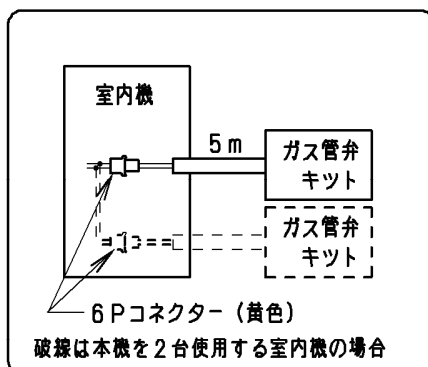 室内機
5m
ガス管弁
キット
ガス管弁
キット
6Pコネクター(黄色)
破線は本機を2台使用する室内機の場合